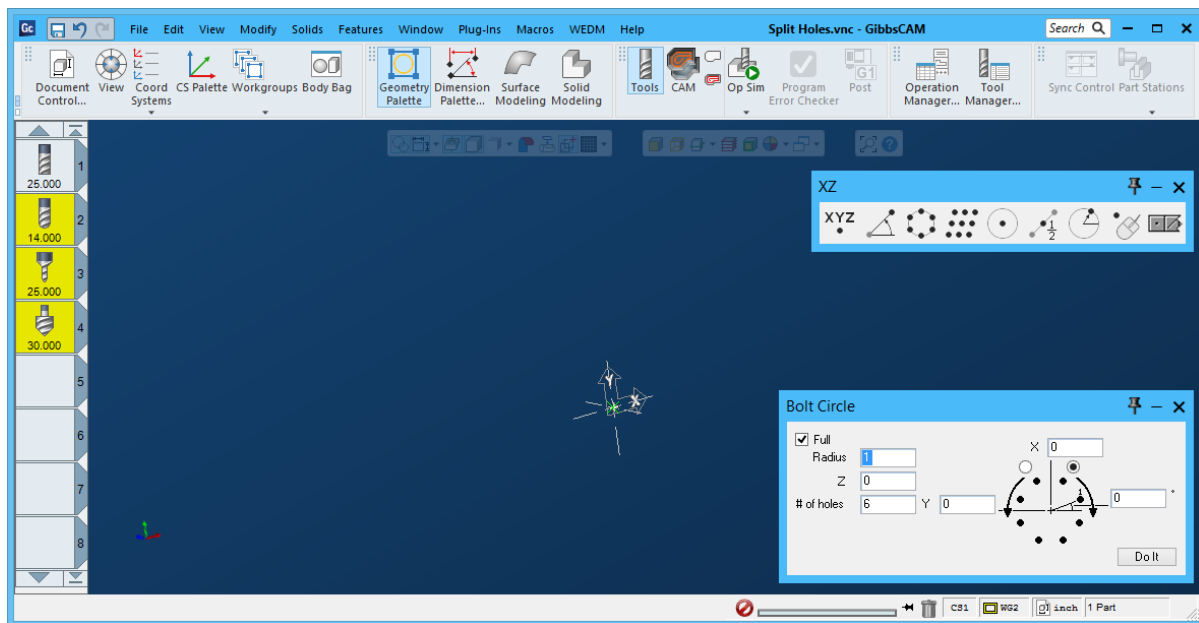 Gc File Edit View Modify Solids Features Window Plug-Ins Macros WEDM Help Split Holes.vnc - GibbsCAM Search
Document Control... View Coord Systems CS Palette Workgroups Body Bag Geometry Palette Dimension Palette... Surface Modeling Solid Modeling Tools CAM Op Sim Program Error Checker G1 Post Operation Manager... Tool Manager... Sync Control Part Stations
1
25.000
2
14.000
3
25.000
4
30.000
5
6
7
8
XZ
XYZ 1/2
Y
X
Bolt Circle
Full
X 0
Radius 1
Z 0
# of holes 6 Y 0
0 °
Do It
CS1 WG2 inch 1 Part